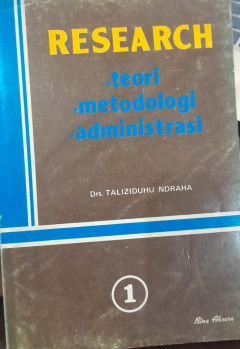 RESEARCH
.teori
.metodologi
.administrasi
Drs. TALIZIDUHU NDRAHA
1
Bina Aksara